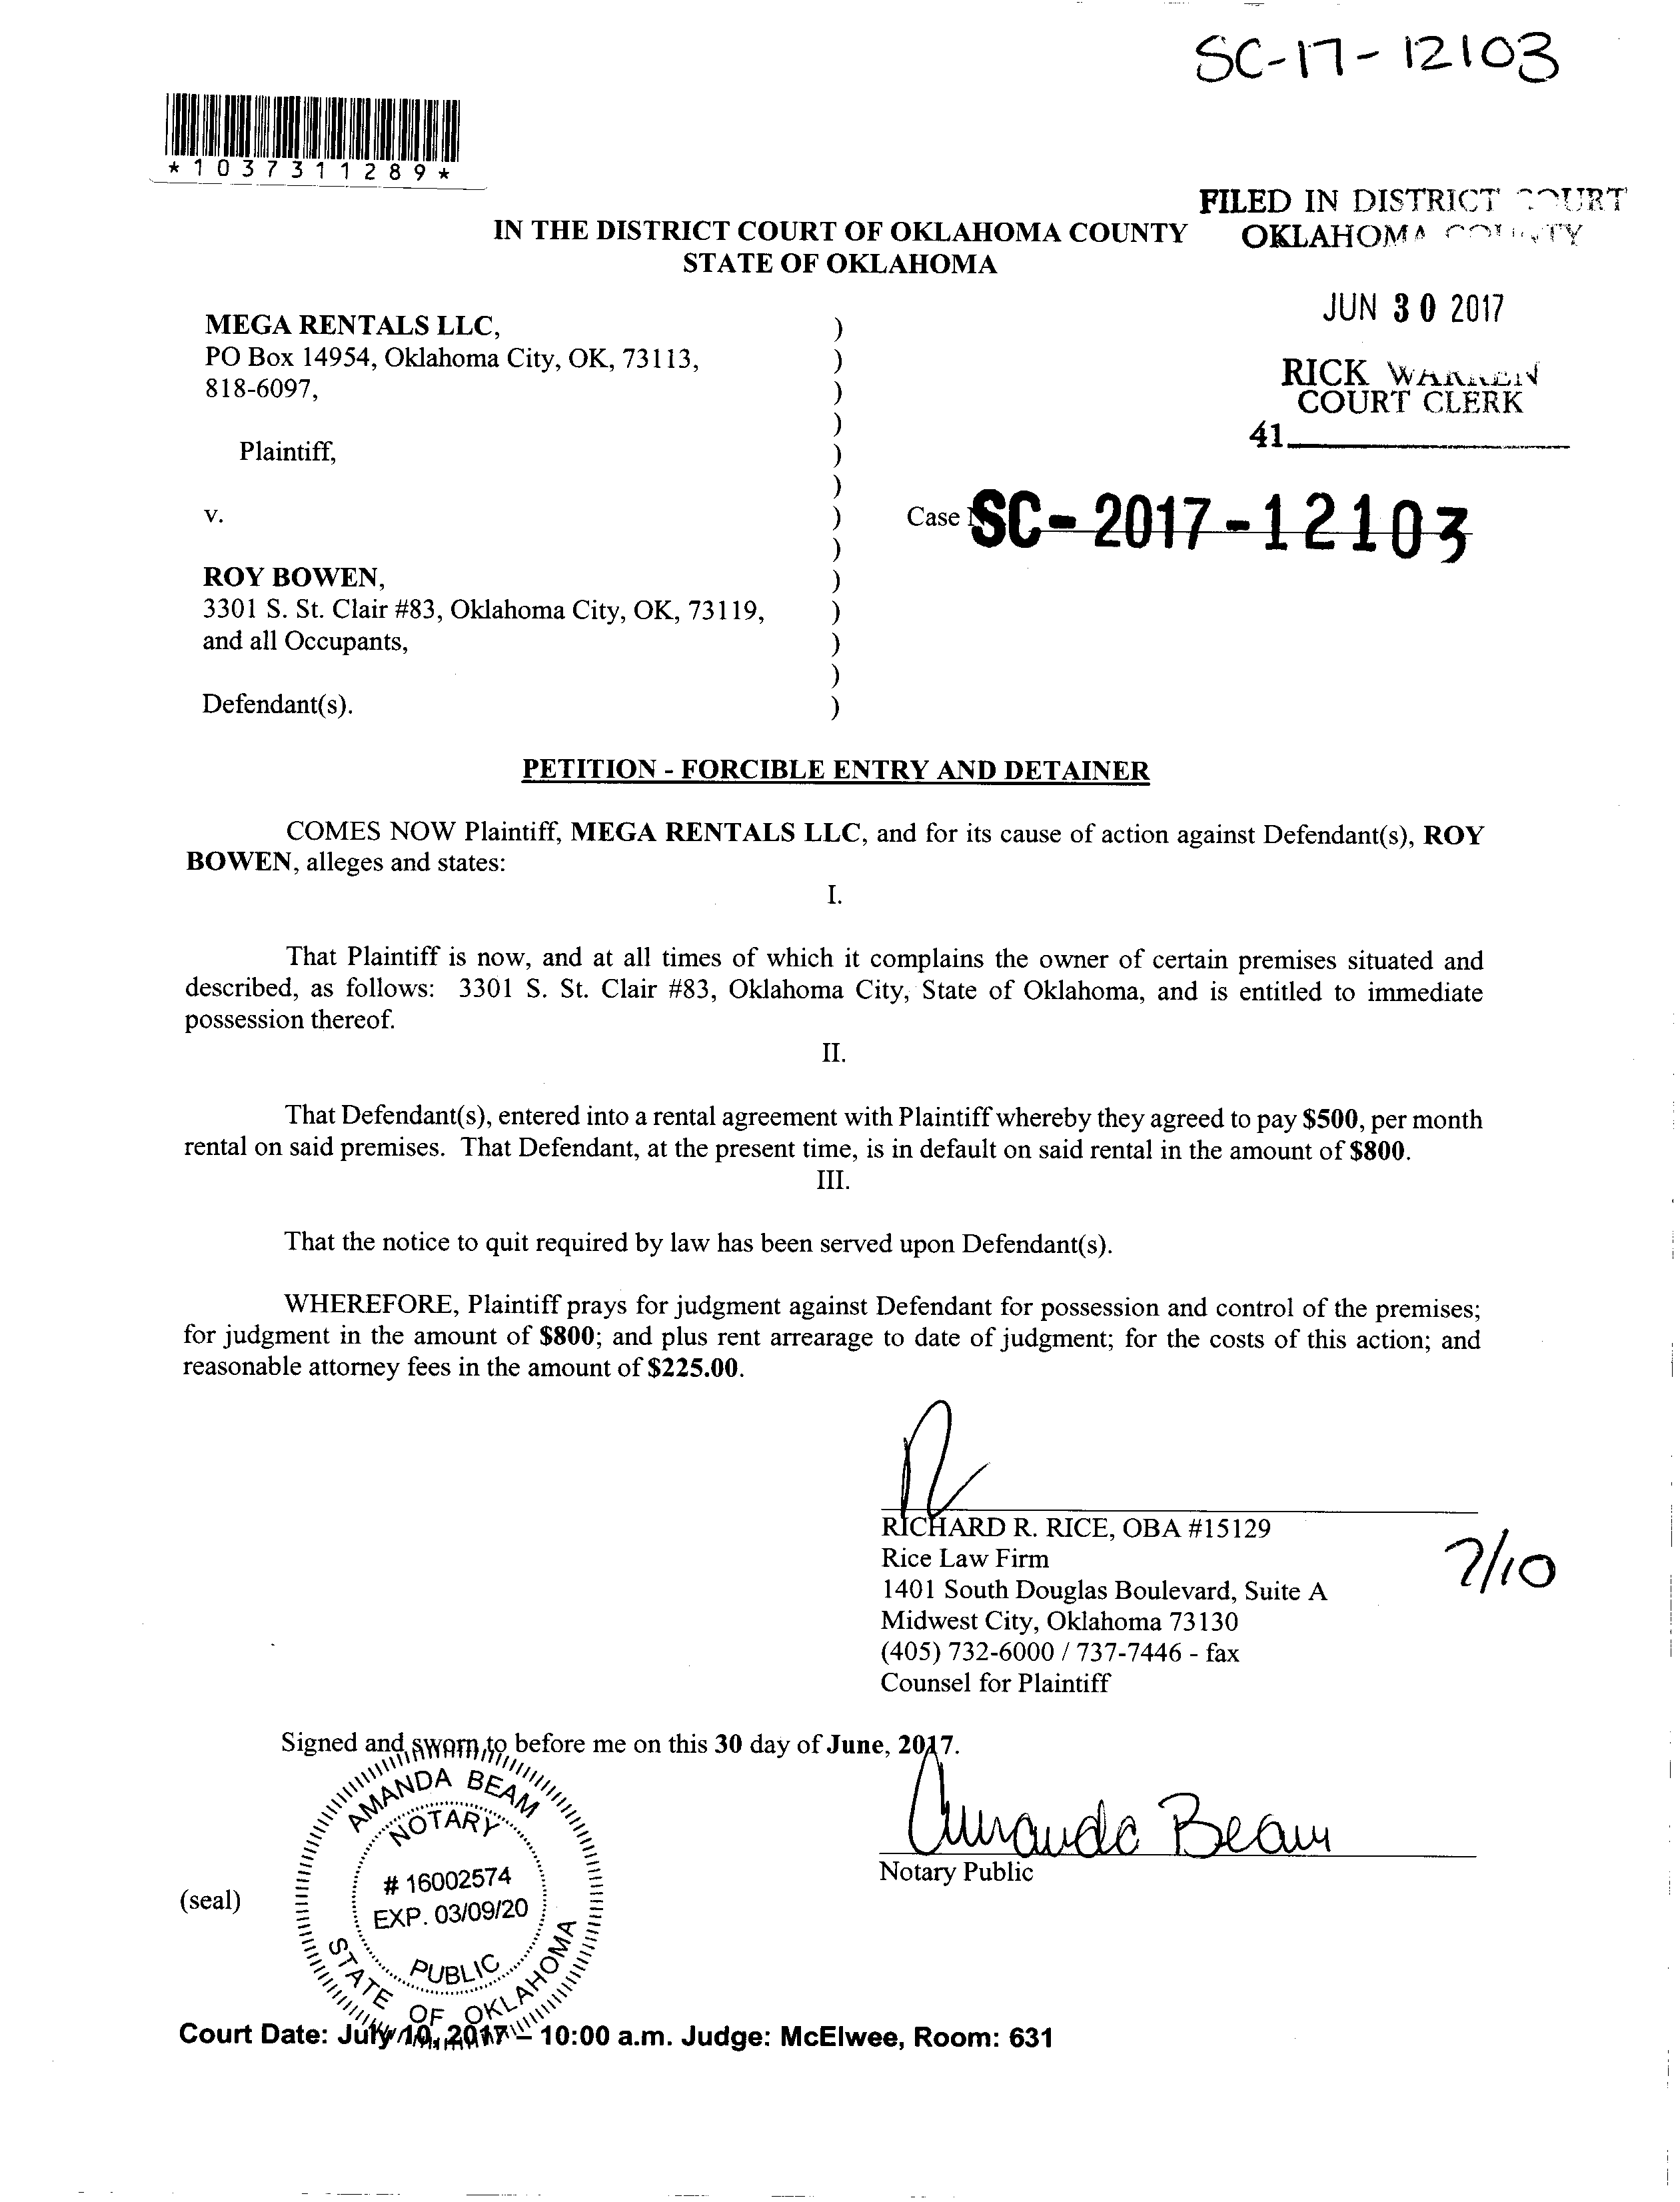 SC-17-12103
*1037311289*
FILED IN DISTRICT COURT
OKLAHOMA COUNTY
IN THE DISTRICT COURT OF OKLAHOMA COUNTY
STATE OF OKLAHOMA
JUN 30 2017
RICK WARREN
COURT CLERK
41
MEGA RENTALS LLC, )
PO Box 14954, Oklahoma City, OK, 73113, )
818-6097, )
)
Plaintiff, )
)
v. ) Case SC-2017-12103
)
ROY BOWEN, )
3301 S. St. Clair #83, Oklahoma City, OK, 73119, )
and all Occupants, )
)
Defendant(s). )
PETITION - FORCIBLE ENTRY AND DETAINER
COMES NOW Plaintiff, MEGA RENTALS LLC, and for its cause of action against Defendant(s), ROY
BOWEN, alleges and states:
I.
That Plaintiff is now, and at all times of which it complains the owner of certain premises situated and
described, as follows: 3301 S. St. Clair #83, Oklahoma City, State of Oklahoma, and is entitled to immediate
possession thereof.
II.
That Defendant(s), entered into a rental agreement with Plaintiff whereby they agreed to pay $500, per month
rental on said premises. That Defendant, at the present time, is in default on said rental in the amount of $800.
III.
That the notice to quit required by law has been served upon Defendant(s).
WHEREFORE, Plaintiff prays for judgment against Defendant for possession and control of the premises;
for judgment in the amount of $800; and plus rent arrearage to date of judgment; for the costs of this action; and
reasonable attorney fees in the amount of $225.00.
RICHARD R. RICE, OBA #15129
Rice Law Firm
1401 South Douglas Boulevard, Suite A
Midwest City, Oklahoma 73130
(405) 732-6000 / 737-7446 - fax
Counsel for Plaintiff
7/10
Signed and sworn to before me on this 30 day of June, 2017.
Amanda Beam
Notary Public
(seal)
AMANDA BEAM
NOTARY
# 16002574
EXP. 03/09/20
PUBLIC
STATE OF OKLAHOMA
Court Date: July 10, 2017 – 10:00 a.m. Judge: McElwee, Room: 631